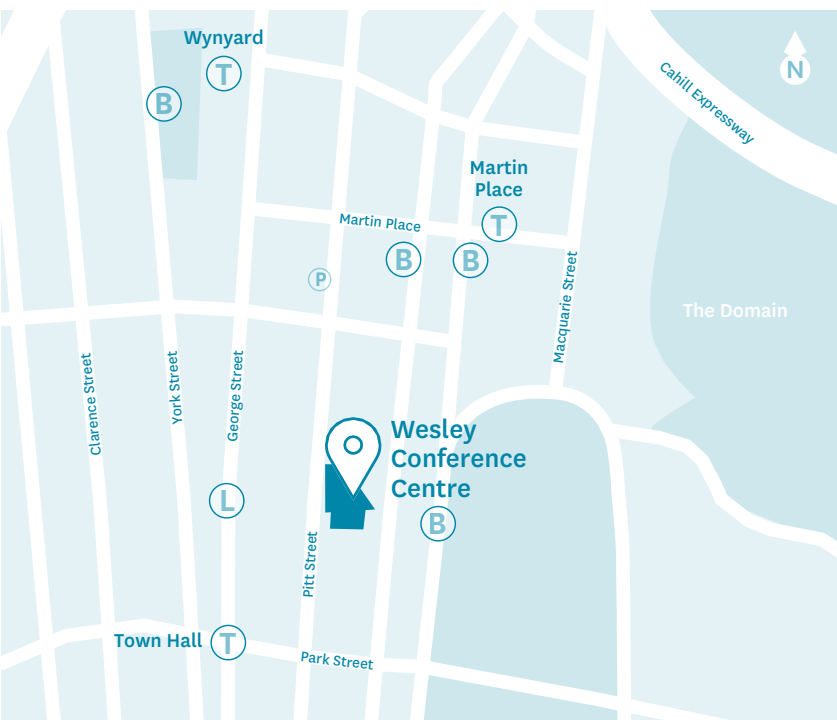 Wynyard
T
B
N
Cahill Expressway
Martin
Place
T
Martin Place
B
B
P
The Domain
Macquarie Street
Clarence Street
York Street
George Street
Wesley
Conference
Centre
L
B
Pitt Street
Town Hall
T
Park Street